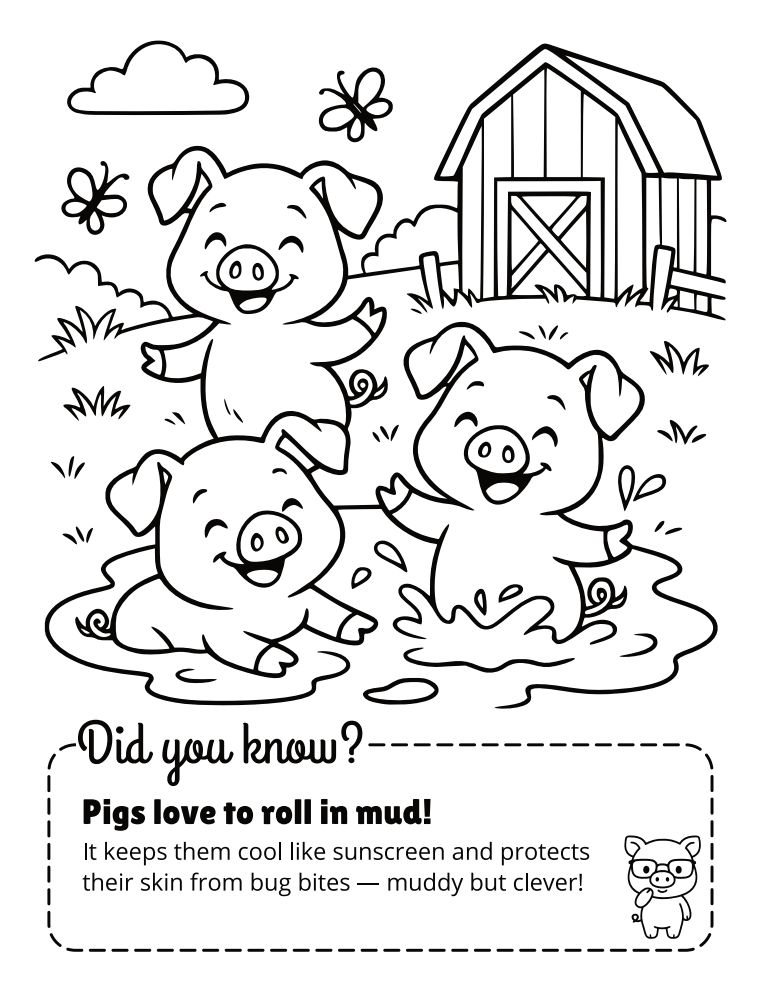 Did you know?
Pigs love to roll in mud!
It keeps them cool like sunscreen and protects
their skin from bug bites — muddy but clever!